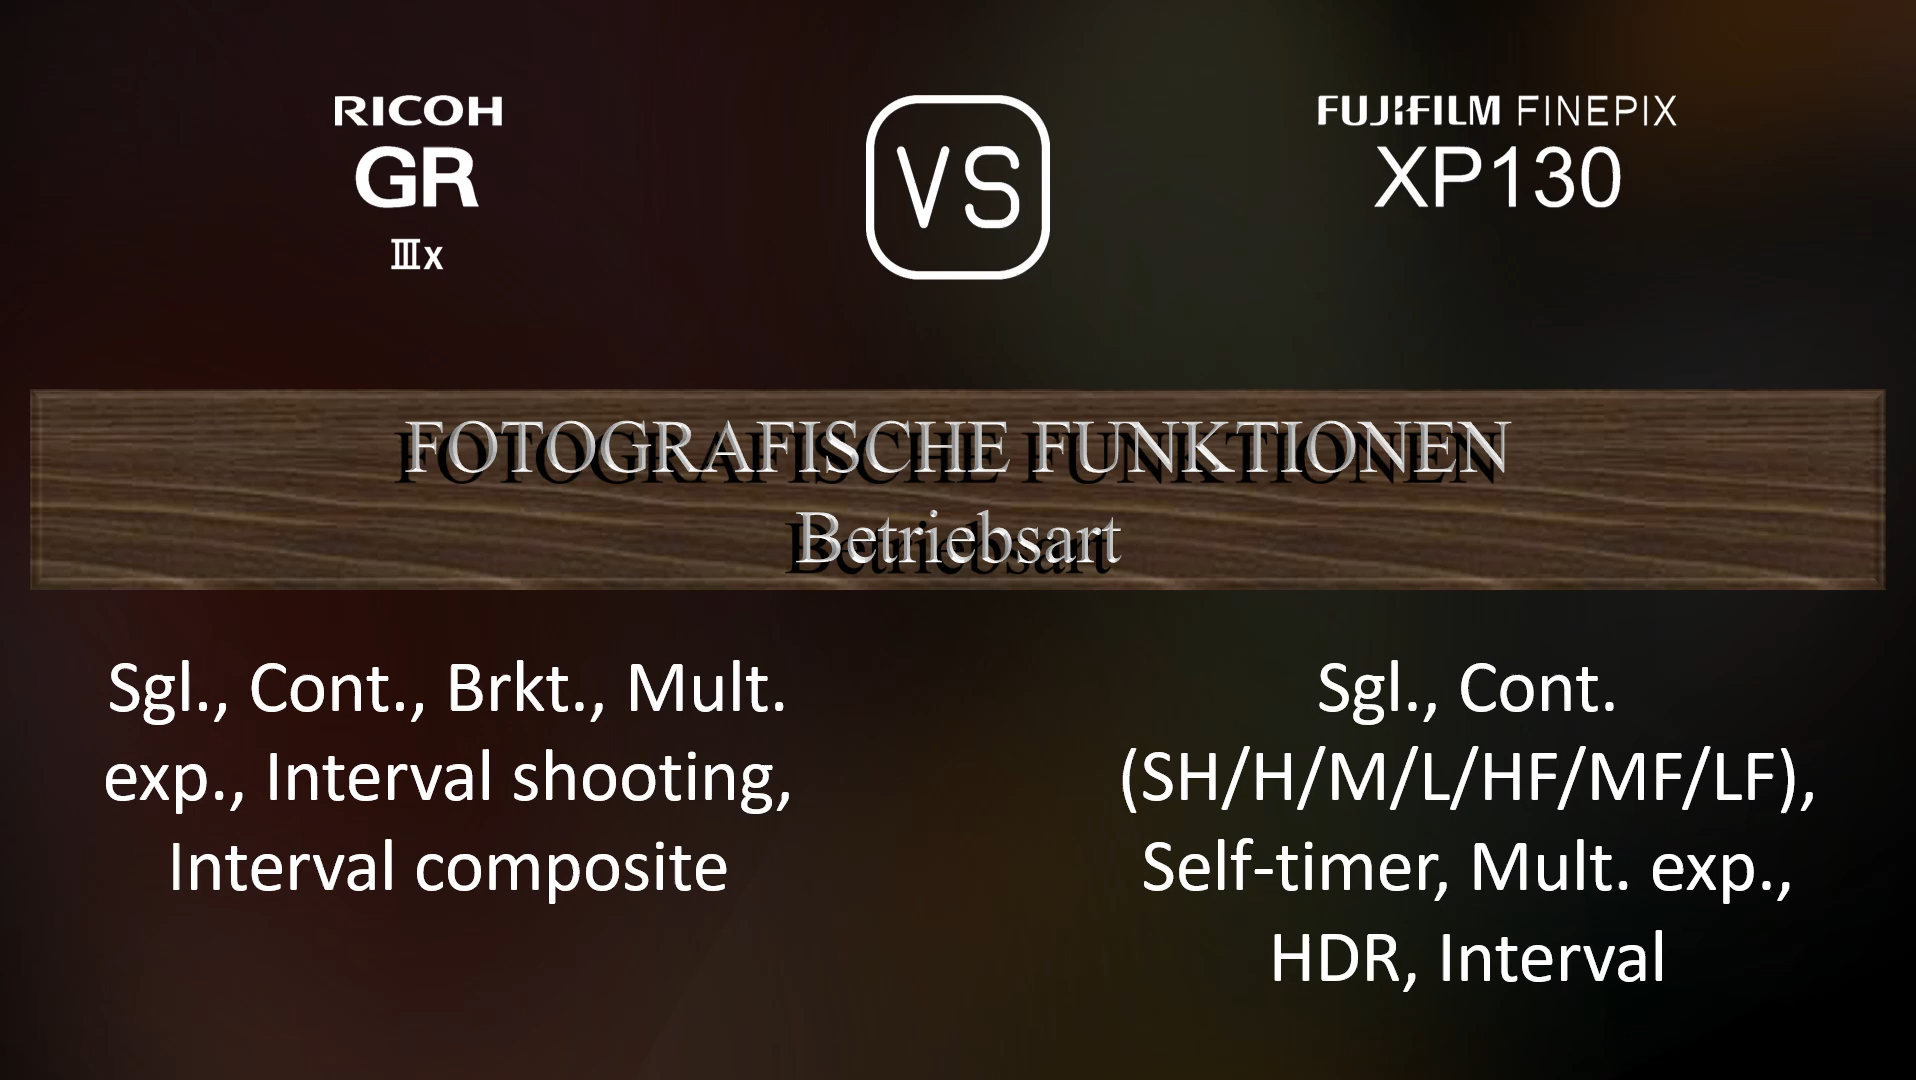 RICOH
GR
IIIx
VS
FUJIFILM FINEPIX
XP130
FOTOGRAFISCHE FUNKTIONEN
Betriebsart
Sgl., Cont., Brkt., Mult.
exp., Interval shooting,
Interval composite
Sgl., Cont.
(SH/H/M/L/HF/MF/LF),
Self-timer, Mult. exp.,
HDR, Interval